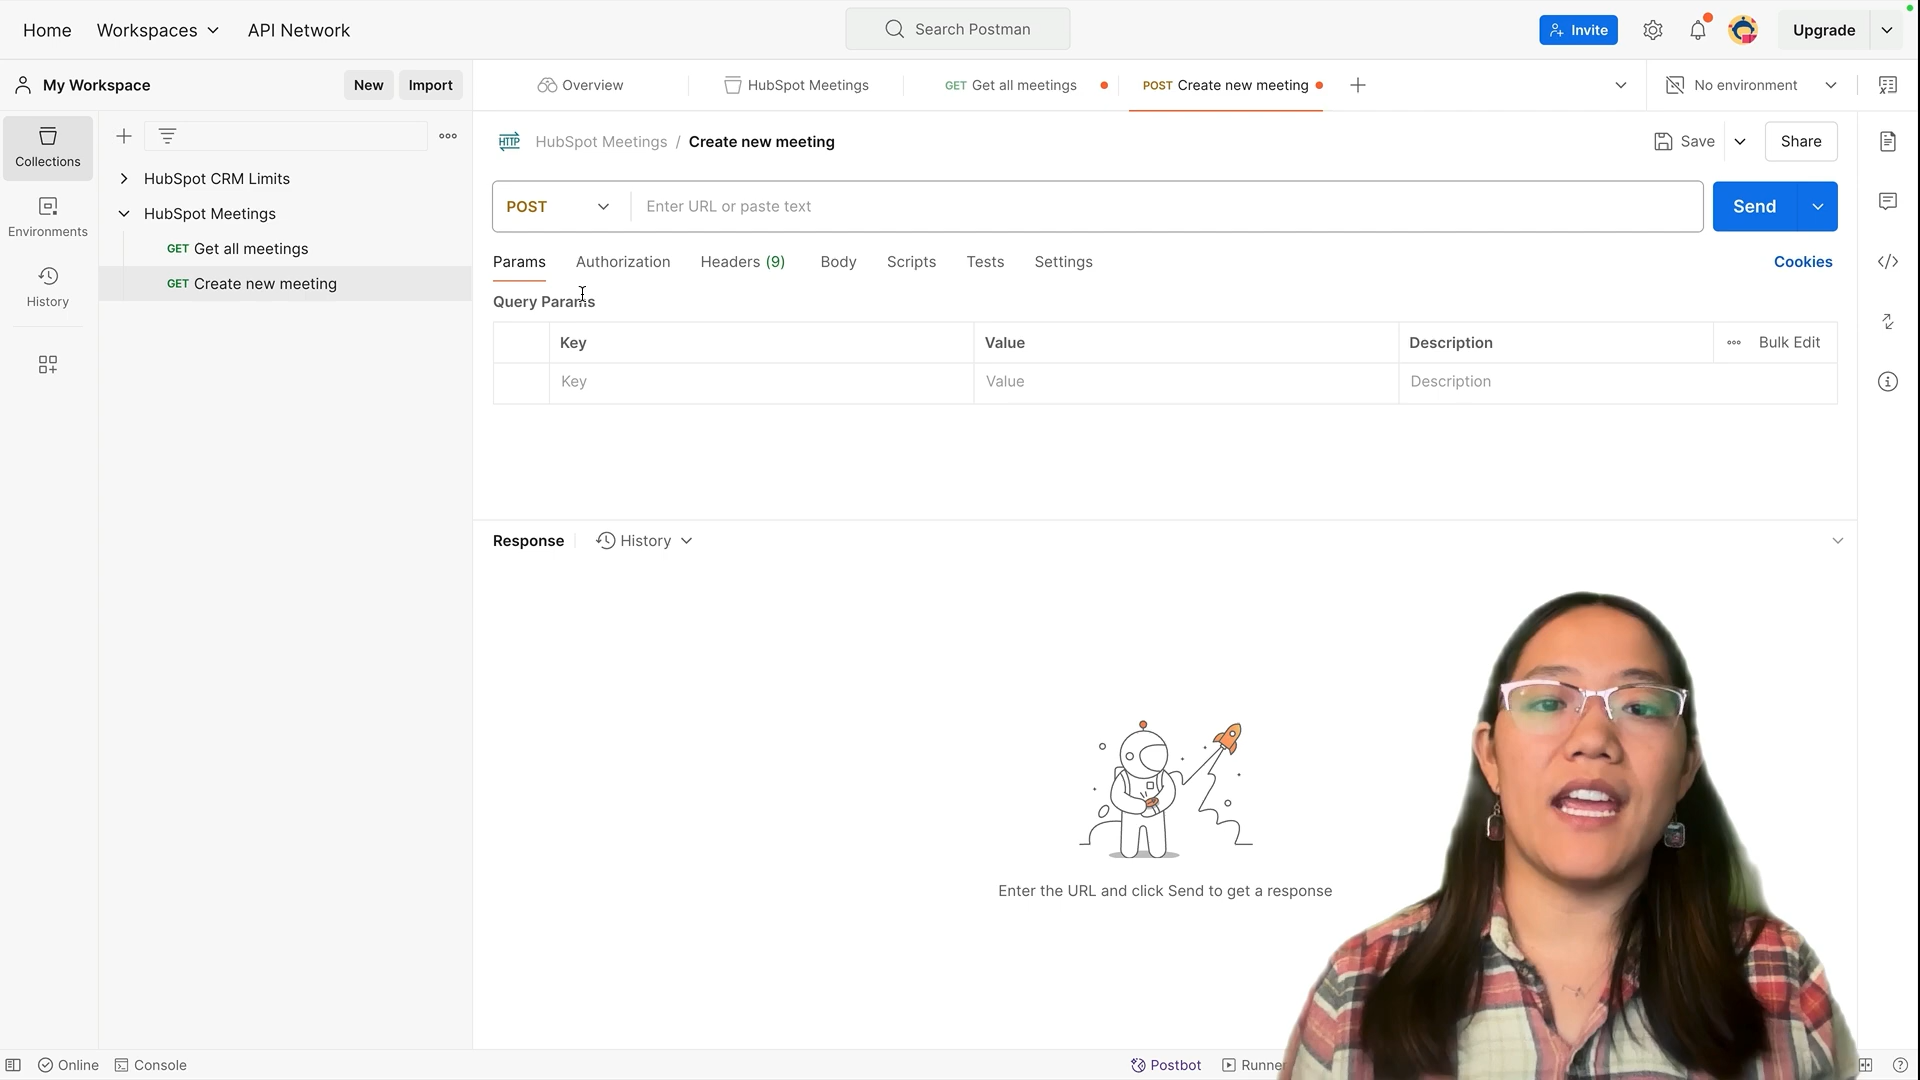 Home Workspaces API Network Search Postman Invite Upgrade
My Workspace New Import Overview HubSpot Meetings GET Get all meetings POST Create new meeting No environment
Collections
Environments
History
HubSpot CRM Limits
HubSpot Meetings
GET Get all meetings
GET Create new meeting
HTTP HubSpot Meetings / Create new meeting Save Share
POST Enter URL or paste text Send
Params Authorization Headers (9) Body Scripts Tests Settings Cookies
Query Params
Key Value Description Bulk Edit
Key Value Description
Response History
Enter the URL and click Send to get a response
Online Console Postbot Runner